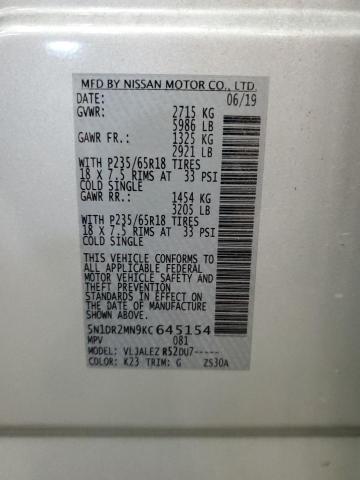 MFD BY NISSAN MOTOR CO., LTD.
DATE: 06/19
GVWR: 2715 KG
5986 LB
GAWR FR.: 1325 KG
2921 LB
WITH P235/65R18 TIRES
18 X 7.5 RIMS AT 33 PSI
COLD SINGLE
GAWR RR.: 1454 KG
3205 LB
WITH P235/65R18 TIRES
18 X 7.5 RIMS AT 33 PSI
COLD SINGLE
THIS VEHICLE CONFORMS TO
ALL APPLICABLE FEDERAL
MOTOR VEHICLE SAFETY AND
THEFT PREVENTION
STANDARDS IN EFFECT ON
THE DATE OF MANUFACTURE
SHOWN ABOVE.
5N1DR2MN9KC645154
MPV 081
MODEL: VLJALEZ R52DU7-----
COLOR: K23 TRIM: G ZS30A